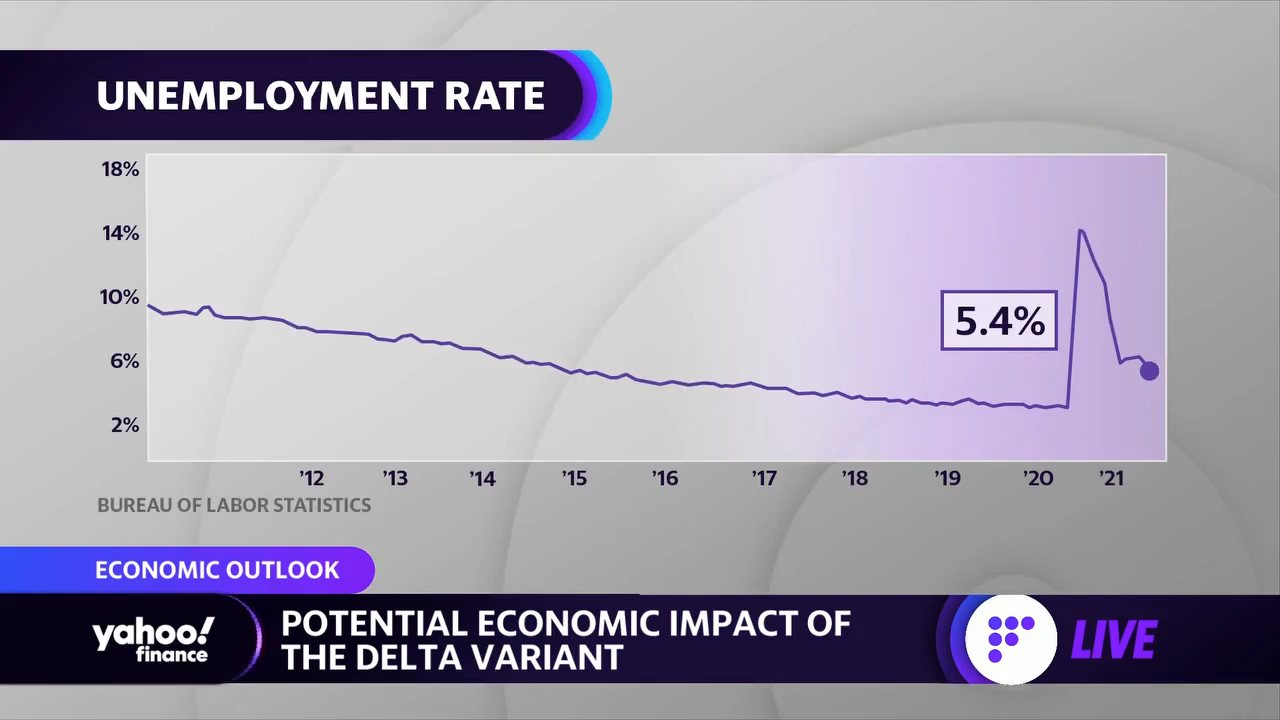 UNEMPLOYMENT RATE
18%
14%
10%
6%
2%
5.4%
’12 ’13 ’14 ’15 ’16 ’17 ’18 ’19 ’20 ’21
BUREAU OF LABOR STATISTICS
ECONOMIC OUTLOOK
yahoo!
finance
POTENTIAL ECONOMIC IMPACT OF
THE DELTA VARIANT
LIVE